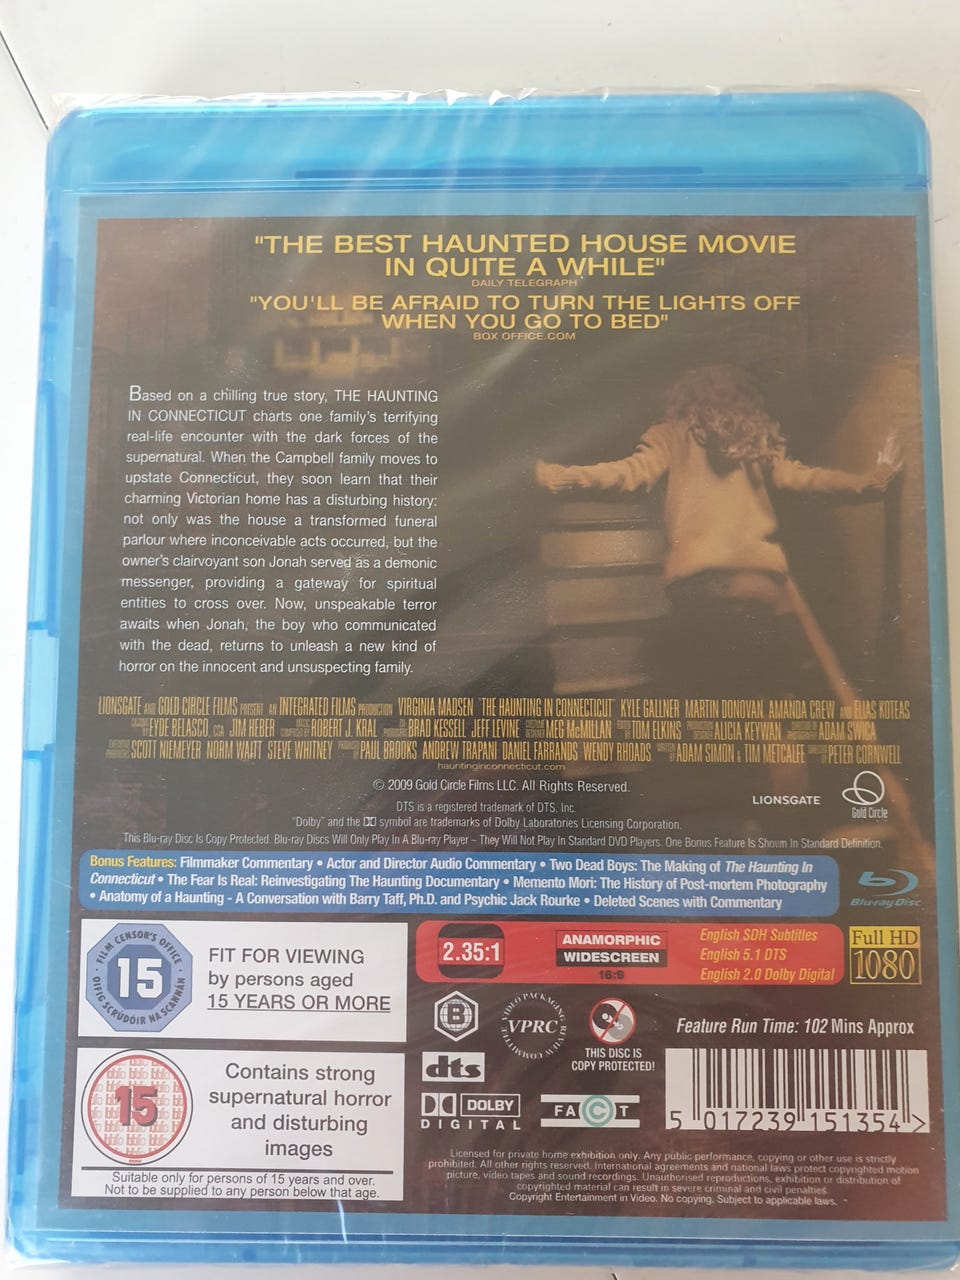 "THE BEST HAUNTED HOUSE MOVIE
IN QUITE A WHILE"
DAILY TELEGRAPH
"YOU'LL BE AFRAID TO TURN THE LIGHTS OFF
WHEN YOU GO TO BED"
BOX OFFICE.COM
Based on a chilling true story, THE HAUNTING
IN CONNECTICUT charts one family's terrifying
real-life encounter with the dark forces of the
supernatural. When the Campbell family moves to
upstate Connecticut, they soon learn that their
charming Victorian home has a disturbing history:
not only was the house a transformed funeral
parlour where inconceivable acts occurred, but the
owner's clairvoyant son Jonah served as a demonic
messenger, providing a gateway for spiritual
entities to cross over. Now, unspeakable terror
awaits when Jonah, the boy who communicated
with the dead, returns to unleash a new kind of
horror on the innocent and unsuspecting family.
LIONSGATE AND GOLD CIRCLE FILMS PRESENT AN INTEGRATED FILMS PRODUCTION VIRGINIA MADSEN "THE HAUNTING IN CONNECTICUT" KYLE GALLNER MARTIN DONOVAN AMANDA CREW AND ELIAS KOTEAS
EYDE BELASCO, CSA JIM HEBER ROBERT J. KRAL BRAD KESSELL JEFF LEVINE MEG McMILLAN TOM ELKINS ALICIA KEYWAN ADAM SWICA
SCOTT NIEMEYER NORM WAITT STEVE WHITNEY PAUL BROOKS ANDREW TRAPANI DANIEL FARRANDS WENDY RHOADS ADAM SIMON & TIM METCALFE PETER CORNWELL
hauntinginconnecticut.com
© 2009 Gold Circle Films LLC. All Rights Reserved.
LIONSGATE
Gold Circle
DTS is a registered trademark of DTS, Inc.
"Dolby" and the symbol are trademarks of Dolby Laboratories Licensing Corporation.
This Blu-ray Disc Is Copy Protected. Blu-ray Discs Will Only Play In A Blu-ray Player – They Will Not Play In Standard DVD Players. One Bonus Feature Is Shown In Standard Definition.
Bonus Features: Filmmaker Commentary • Actor and Director Audio Commentary • Two Dead Boys: The Making of The Haunting In
Connecticut • The Fear Is Real: Reinvestigating The Haunting Documentary • Memento Mori: The History of Post-mortem Photography
• Anatomy of a Haunting - A Conversation with Barry Taff, Ph.D. and Psychic Jack Rourke • Deleted Scenes with Commentary
Blu-ray Disc
FILM CENSOR'S OFFICE
15
OIFIG SCRÚDÓIR NA SCANNÁN
FIT FOR VIEWING
by persons aged
15 YEARS OR MORE
2.35:1
ANAMORPHIC
WIDESCREEN
16:9
English SDH Subtitles
English 5.1 DTS
English 2.0 Dolby Digital
Full HD
1080
B
VIDEO PACKAGING REVIEW COMMITTEE
VPRC
THIS DISC IS
COPY PROTECTED!
Feature Run Time: 102 Mins Approx
dts
DOLBY
DIGITAL
FACT
5 017239 151354 >
bbfc
15
Contains strong
supernatural horror
and disturbing
images
Suitable only for persons of 15 years and over.
Not to be supplied to any person below that age.
Licensed for private home exhibition only. Any public performance, copying or other use is strictly
prohibited. All other rights reserved. International agreements and national laws protect copyrighted motion
picture, video tapes and sound recordings. Unauthorised reproductions, exhibition or distribution of
copyrighted material can result in severe criminal and civil penalties.
Copyright Entertainment in Video. No copying. Subject to applicable laws.